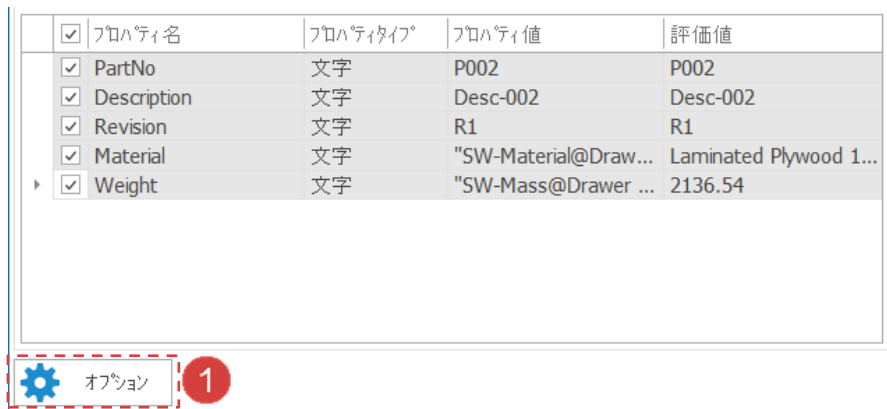 ﾌﾟﾛﾊﾟﾃｨ名 ﾌﾟﾛﾊﾟﾃｨﾀｲﾌﾟ ﾌﾟﾛﾊﾟﾃｨ値 評価値
PartNo 文字 P002 P002
Description 文字 Desc-002 Desc-002
Revision 文字 R1 R1
Material 文字 "SW-Material@Draw... Laminated Plywood 1...
Weight 文字 "SW-Mass@Drawer ... 2136.54
ｵﾌﾟｼｮﾝ 1